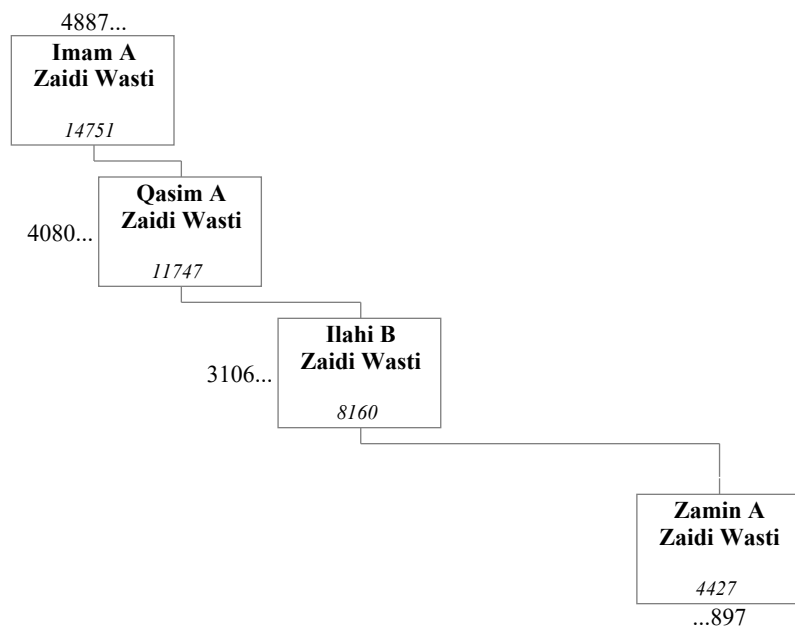 4887...
Imam A
Zaidi Wasti
14751
Qasim A
Zaidi Wasti
4080...
11747
Ilahi B
Zaidi Wasti
3106...
8160
Zamin A
Zaidi Wasti
4427
...897